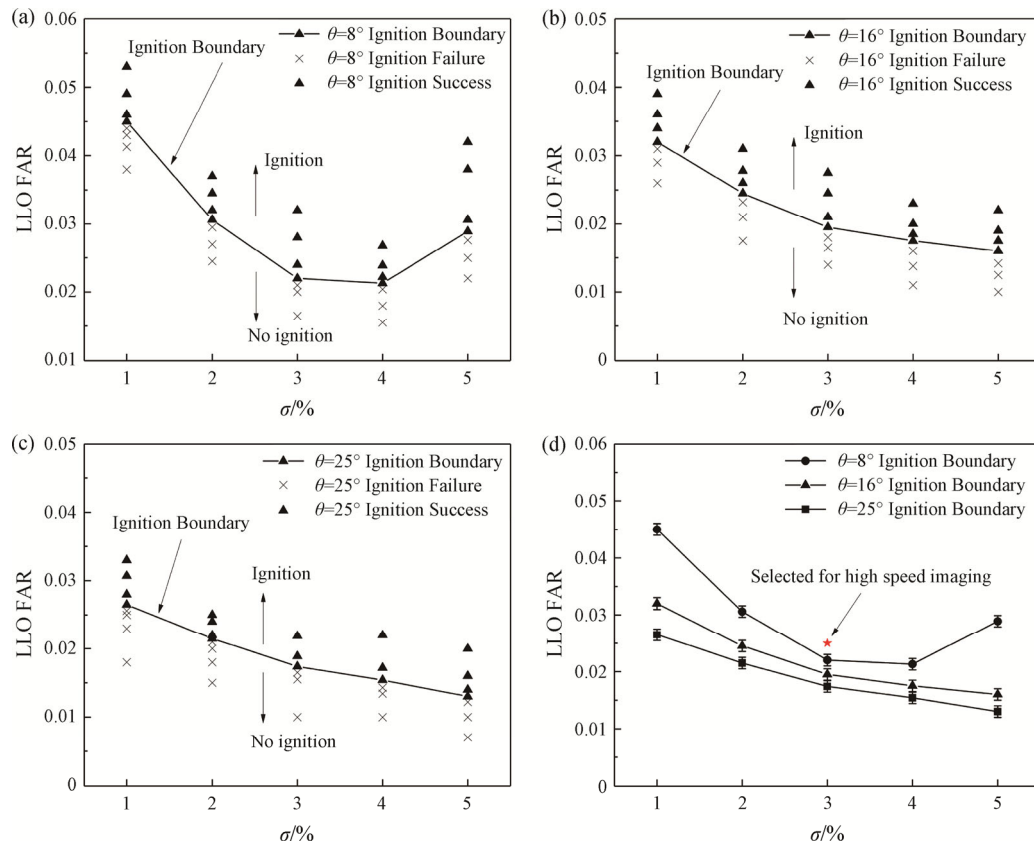 (a)
0.06
0.05
0.04
0.03
0.02
0.01
LLO FAR
Ignition Boundary
θ=8° Ignition Boundary
θ=8° Ignition Failure
θ=8° Ignition Success
Ignition
No ignition
1 2 3 4 5
σ/%
(b)
0.05
0.04
0.03
0.02
0.01
0
LLO FAR
Ignition Boundary
θ=16° Ignition Boundary
θ=16° Ignition Failure
θ=16° Ignition Success
Ignition
No ignition
1 2 3 4 5
σ/%
(c)
0.05
0.04
0.03
0.02
0.01
0
LLO FAR
Ignition Boundary
θ=25° Ignition Boundary
θ=25° Ignition Failure
θ=25° Ignition Success
Ignition
No ignition
1 2 3 4 5
σ/%
(d)
0.06
0.05
0.04
0.03
0.02
0.01
0
LLO FAR
θ=8° Ignition Boundary
θ=16° Ignition Boundary
θ=25° Ignition Boundary
Selected for high speed imaging
1 2 3 4 5
σ/%